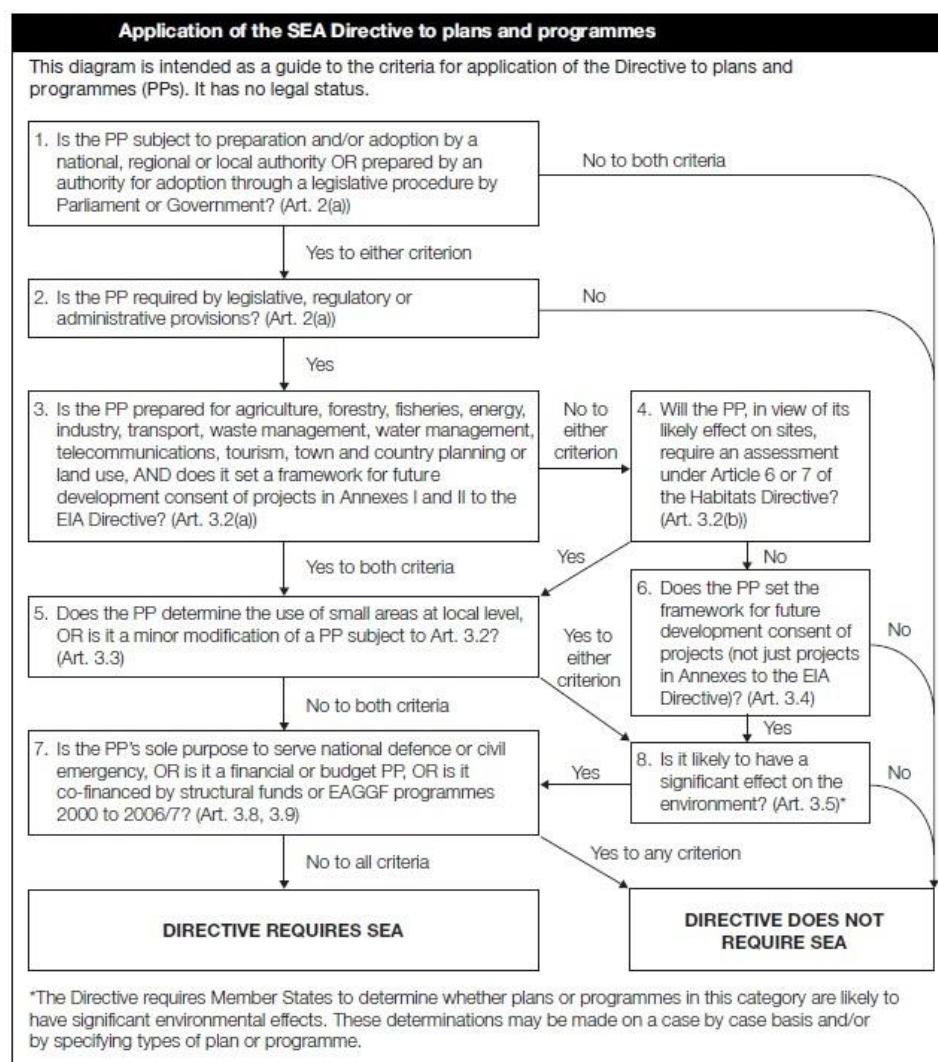 Application of the SEA Directive to plans and programmes
This diagram is intended as a guide to the criteria for application of the Directive to plans and
programmes (PPs). It has no legal status.
1. Is the PP subject to preparation and/or adoption by a
national, regional or local authority OR prepared by an
authority for adoption through a legislative procedure by
Parliament or Government? (Art. 2(a))
No to both criteria
Yes to either criterion
2. Is the PP required by legislative, regulatory or
administrative provisions? (Art. 2(a))
No
Yes
3. Is the PP prepared for agriculture, forestry, fisheries, energy,
industry, transport, waste management, water management,
telecommunications, tourism, town and country planning or
land use, AND does it set a framework for future
development consent of projects in Annexes I and II to the
EIA Directive? (Art. 3.2(a))
No to
either
criterion
4. Will the PP, in view of its
likely effect on sites,
require an assessment
under Article 6 or 7 of
the Habitats Directive?
(Art. 3.2(b))
Yes to both criteria
Yes
No
5. Does the PP determine the use of small areas at local level,
OR is it a minor modification of a PP subject to Art. 3.2?
(Art. 3.3)
Yes to
either
criterion
6. Does the PP set the
framework for future
development consent of
projects (not just projects
in Annexes to the EIA
Directive)? (Art. 3.4)
No
No to both criteria
Yes
7. Is the PP's sole purpose to serve national defence or civil
emergency, OR is it a financial or budget PP, OR is it
co-financed by structural funds or EAGGF programmes
2000 to 2006/7? (Art. 3.8, 3.9)
Yes
8. Is it likely to have a
significant effect on the
environment? (Art. 3.5)*
No
No to all criteria
Yes to any criterion
DIRECTIVE REQUIRES SEA
DIRECTIVE DOES NOT
REQUIRE SEA
*The Directive requires Member States to determine whether plans or programmes in this category are likely to
have significant environmental effects. These determinations may be made on a case by case basis and/or
by specifying types of plan or programme.